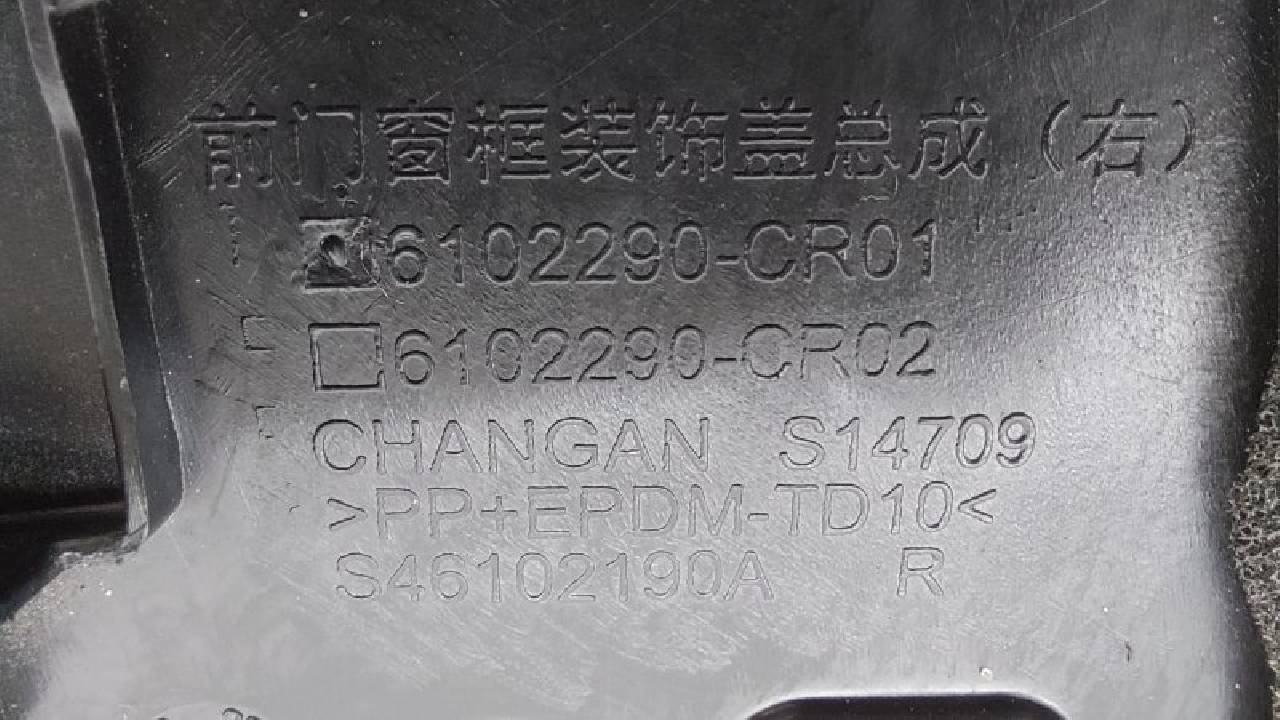 前门窗框装饰盖总成（右）
6102290-CR01
6102290-CR02
CHANGAN S14709
>PP+EPDM-TD10<
S46102190A R